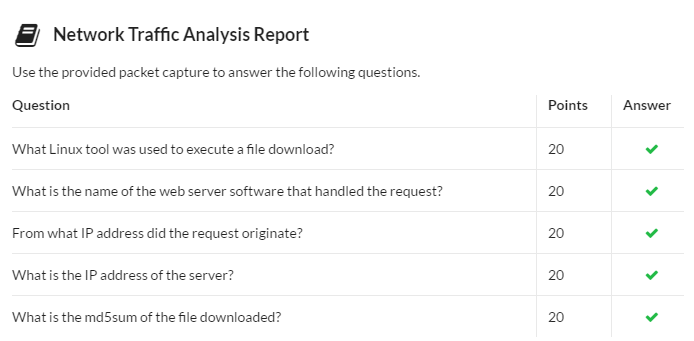 Network Traffic Analysis Report
Use the provided packet capture to answer the following questions.
Question Points Answer
What Linux tool was used to execute a file download? 20
What is the name of the web server software that handled the request? 20
From what IP address did the request originate? 20
What is the IP address of the server? 20
What is the md5sum of the file downloaded? 20